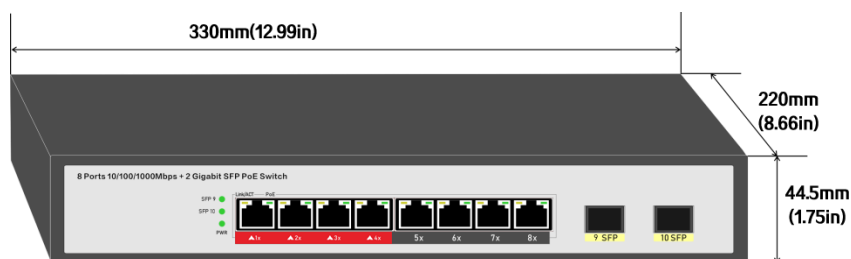 330mm(12.99in)
220mm
(8.66in)
44.5mm
(1.75in)
8 Ports 10/100/1000Mbps + 2 Gigabit SFP PoE Switch
Link/ACT PoE
SFP 9
SFP 10
PWR
1x 2x 3x 4x 5x 6x 7x 8x
9 SFP 10 SFP